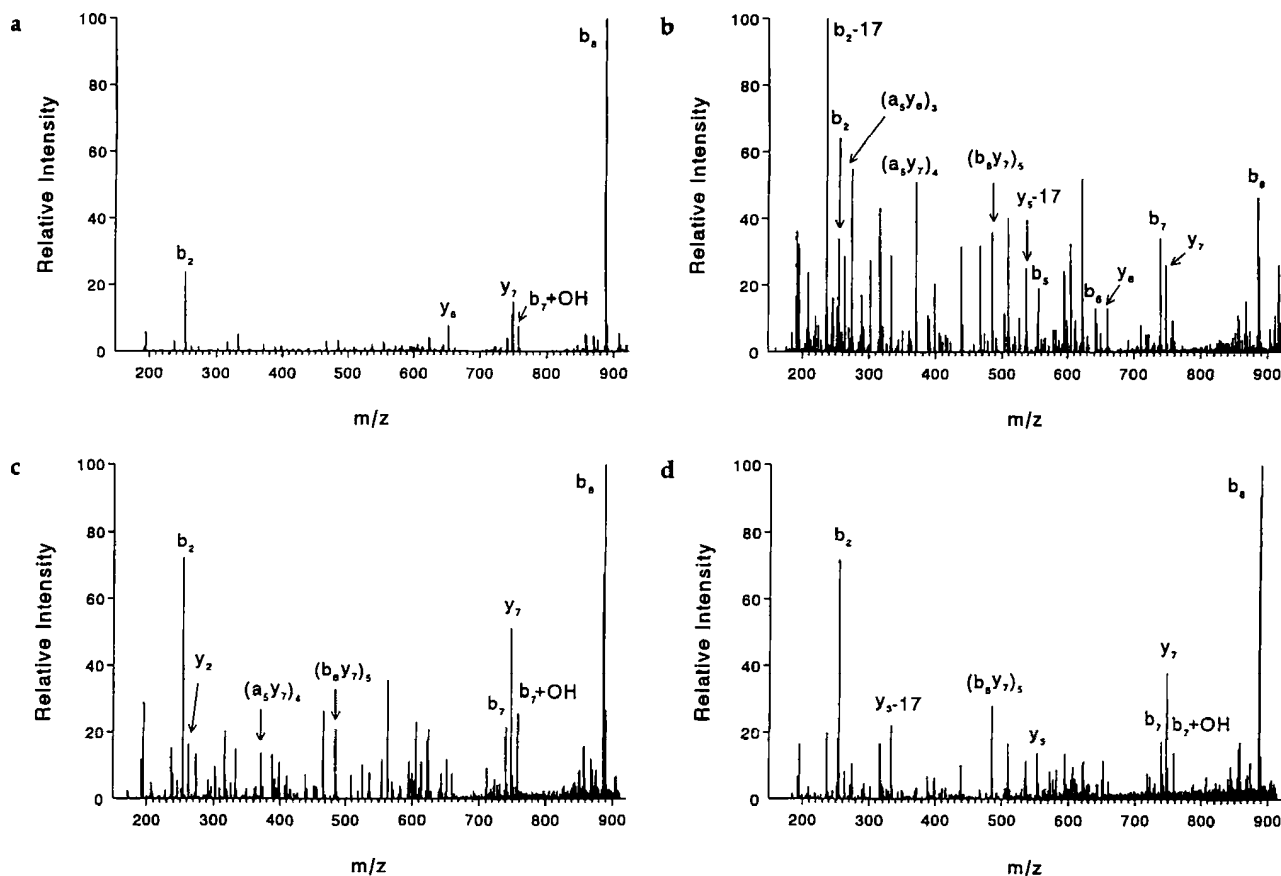 a
100
80
60
40
20
0
Relative Intensity
b₈
b₂
y₆
y₇
b₇+OH
200 300 400 500 600 700 800 900
m/z
b
100
80
60
40
20
0
Relative Intensity
b₂-17
(a₅y₆)₃
b₂
(a₅y₇)₄
(b₆y₇)₅
y₅-17
b₅
b₆
y₆
b₇
y₇
b₈
200 300 400 500 600 700 800 900
m/z
c
100
80
60
40
20
0
Relative Intensity
b₈
b₂
y₂
(a₅y₇)₄
(b₆y₇)₅
y₇
b₇
b₇+OH
200 300 400 500 600 700 800 900
m/z
d
100
80
60
40
20
0
Relative Intensity
b₈
b₂
y₃-17
(b₆y₇)₅
y₅
y₇
b₇
b₇+OH
200 300 400 500 600 700 800 900
m/z